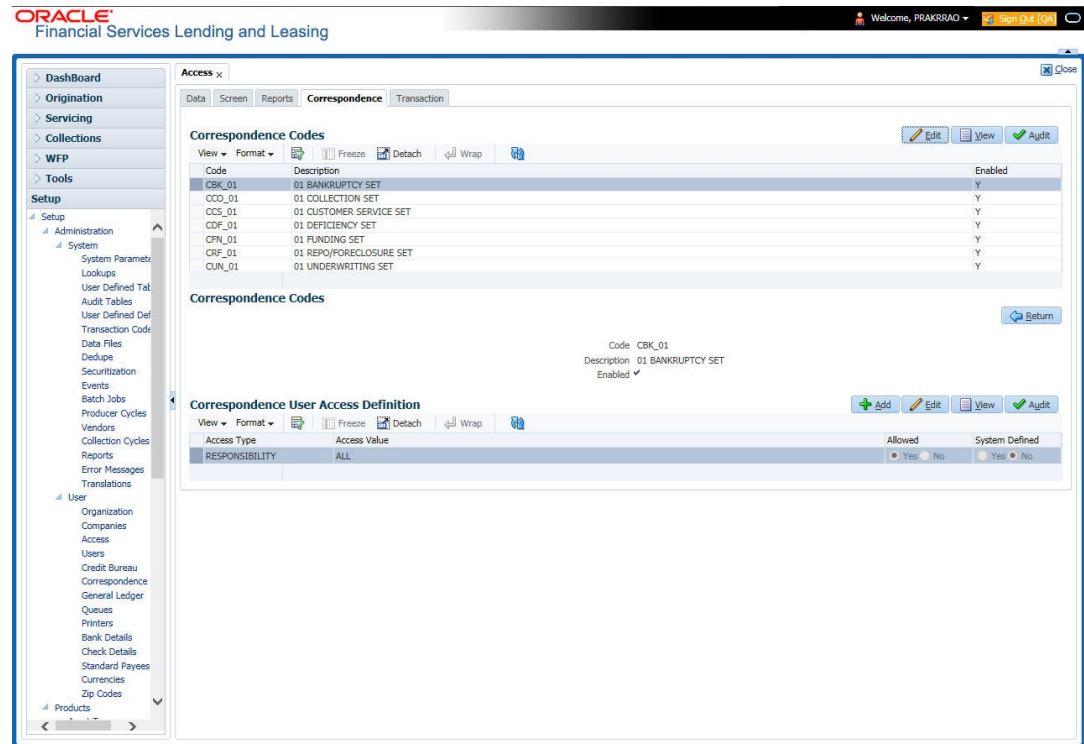 ORACLE
Financial Services Lending and Leasing
Welcome, PRAKRRAO
Sign Out [QA]
DashBoard
Origination
Servicing
Collections
WFP
Tools
Setup
Setup
Administration
System
System Paramete
Lookups
User Defined Tab
Audit Tables
User Defined Def
Transaction Code
Data Files
Dedupe
Securitization
Events
Batch Jobs
Producer Cycles
Vendors
Collection Cycles
Reports
Error Messages
Translations
User
Organization
Companies
Access
Users
Credit Bureau
Correspondence
General Ledger
Queues
Printers
Bank Details
Check Details
Standard Payees
Currencies
Zip Codes
Products
Access
Close
Data Screen Reports Correspondence Transaction
Correspondence Codes
Edit View Audit
View Format Freeze Detach Wrap
Code Description Enabled
CBK_01 01 BANKRUPTCY SET Y
CCO_01 01 COLLECTION SET Y
CCS_01 01 CUSTOMER SERVICE SET Y
CDF_01 01 DEFICIENCY SET Y
CFN_01 01 FUNDING SET Y
CRF_01 01 REPO/FORECLOSURE SET Y
CUN_01 01 UNDERWRITING SET Y
Correspondence Codes
Return
Code CBK_01
Description 01 BANKRUPTCY SET
Enabled
Correspondence User Access Definition
Add Edit View Audit
View Format Freeze Detach Wrap
Access Type Access Value Allowed System Defined
RESPONSIBILITY ALL Yes No Yes No